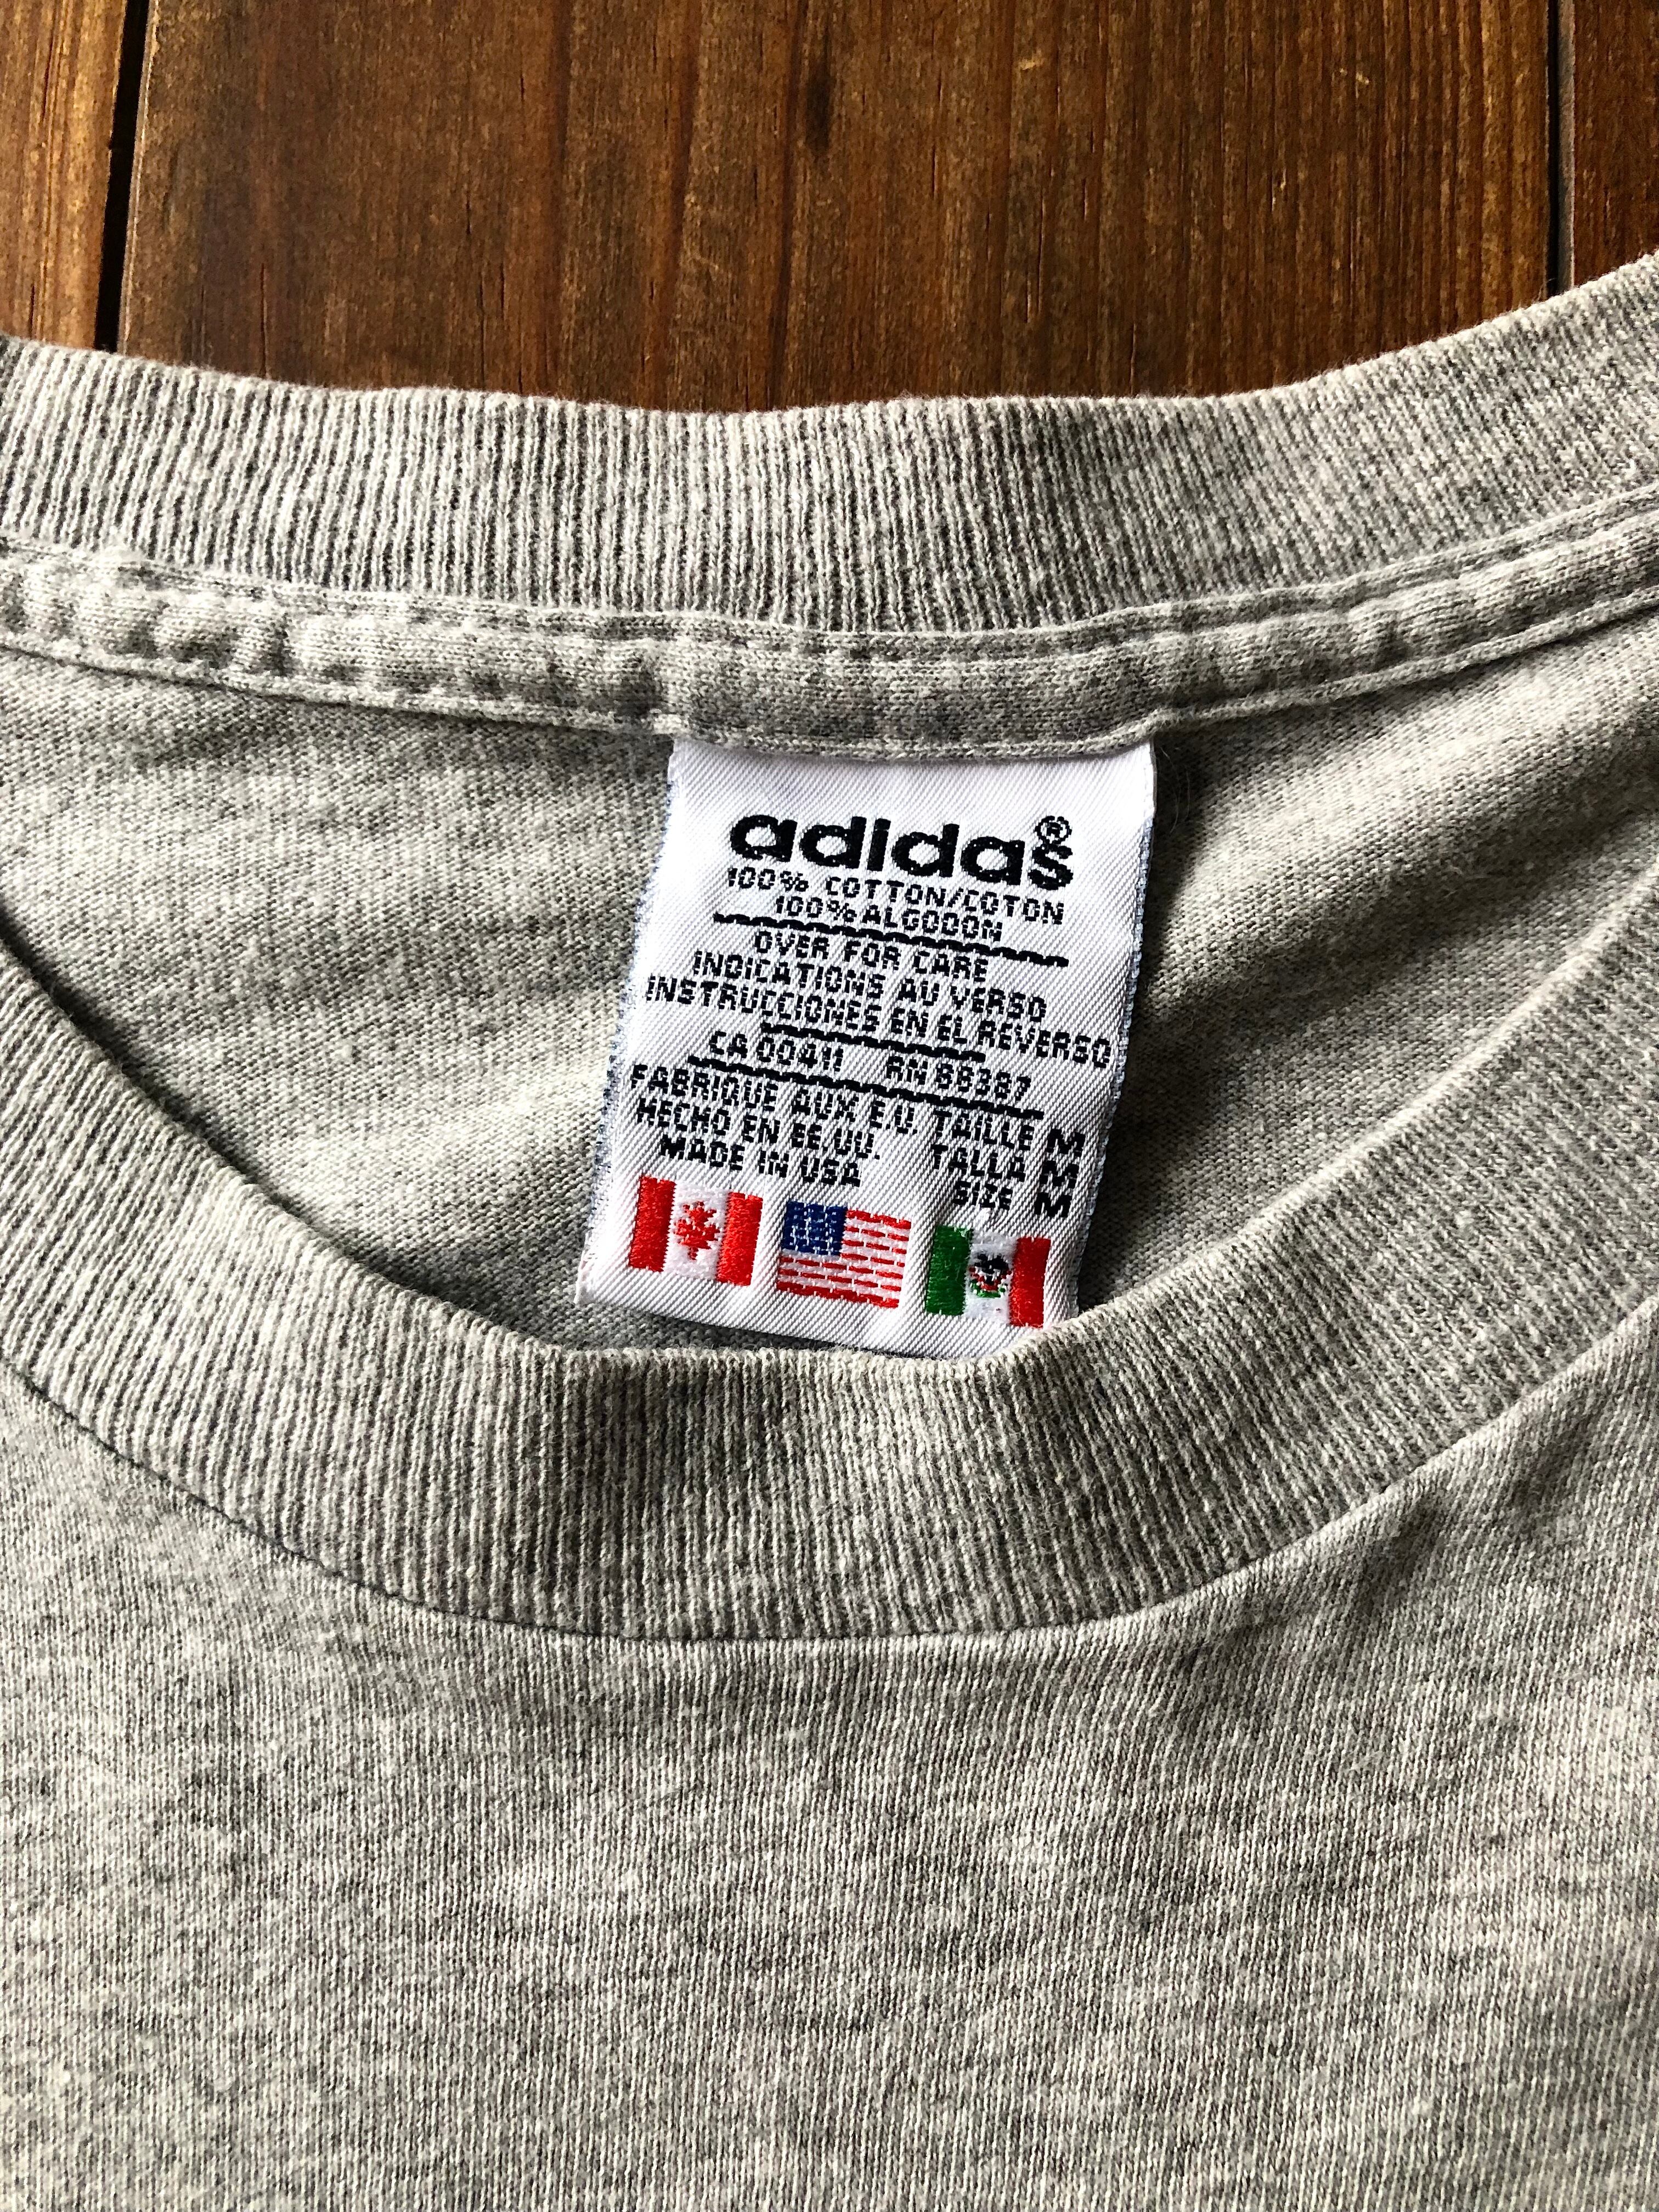 adidas®
100% COTTON/COTON
100% ALGODON
OVER FOR CARE
INDICATIONS AU VERSO
INSTRUCCIONES EN EL REVERSO
CA 00411 RN 88387
FABRIQUE AUX E.U. TAILLE M
HECHO EN EE.UU. TALLA M
MADE IN USA SIZE M